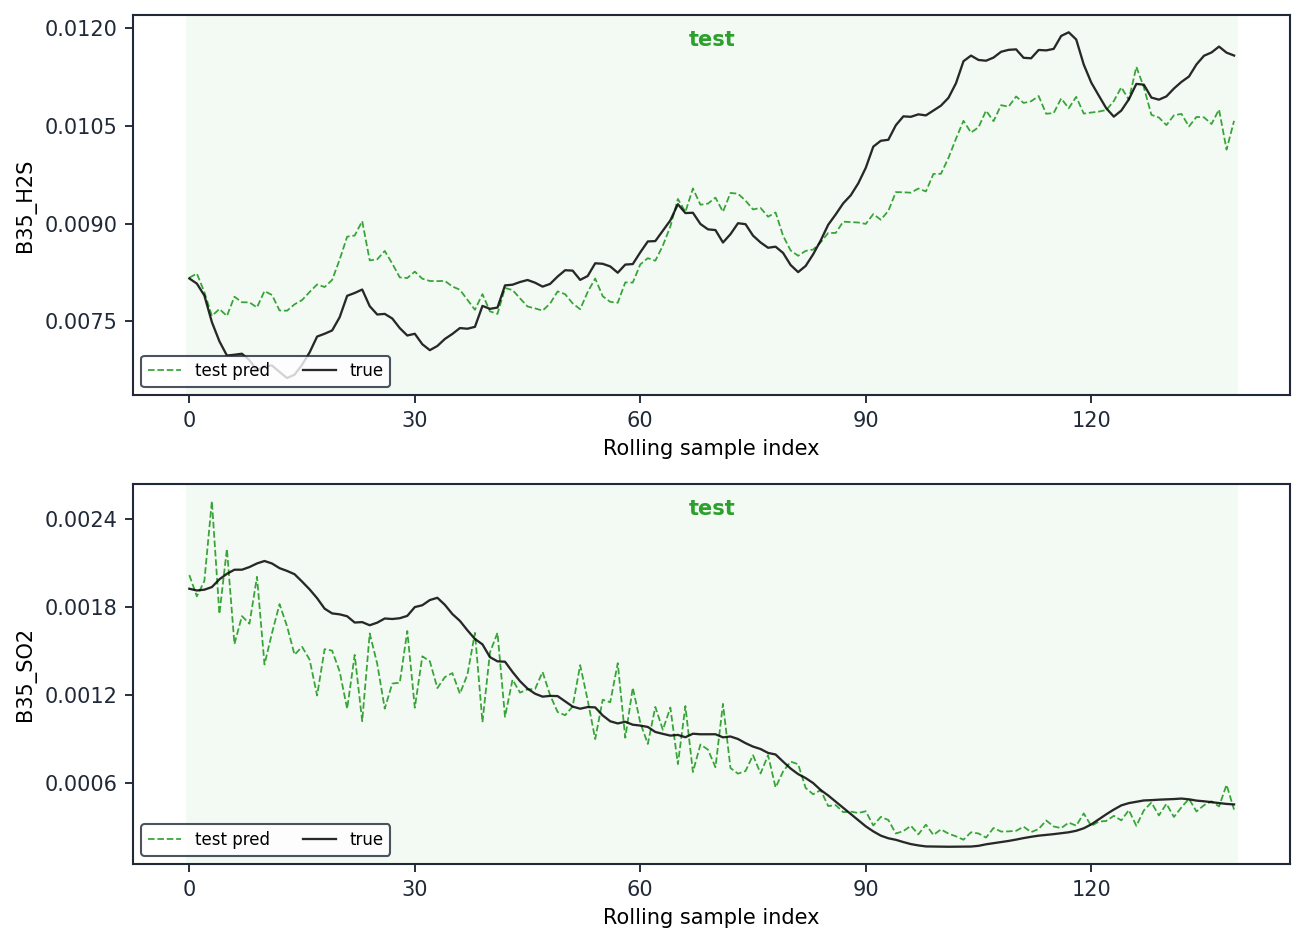 0.0120
0.0105
0.0090
0.0075
B35_H2S
test
test pred true
0 30 60 90 120
Rolling sample index
0.0024
0.0018
0.0012
0.0006
B35_SO2
test
test pred true
0 30 60 90 120
Rolling sample index